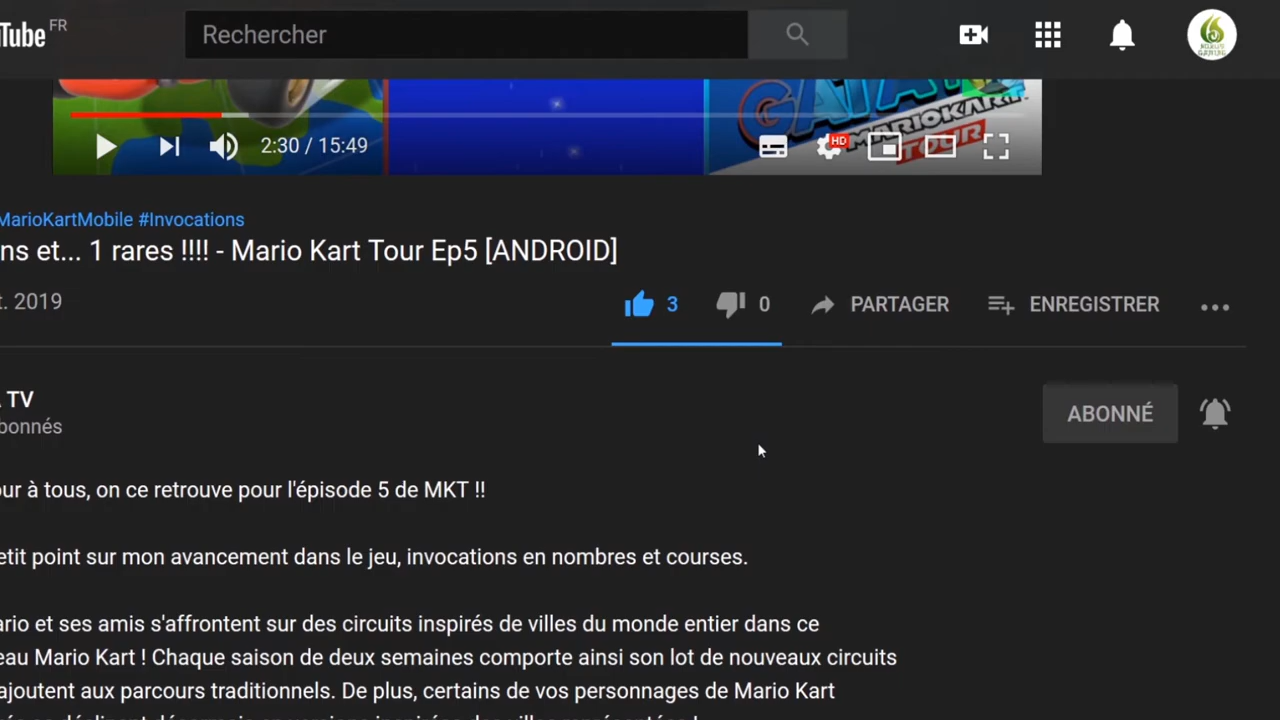 Tube FR
Rechercher
MARIOKART
TOUR
2:30 / 15:49
HD
MarioKartMobile #Invocations
ns et... 1 rares !!!! - Mario Kart Tour Ep5 [ANDROID]
t. 2019
3
0
PARTAGER
ENREGISTRER
TV
bonnés
ABONNÉ
ur à tous, on ce retrouve pour l'épisode 5 de MKT !!
etit point sur mon avancement dans le jeu, invocations en nombres et courses.
ario et ses amis s'affrontent sur des circuits inspirés de villes du monde entier dans ce
eau Mario Kart ! Chaque saison de deux semaines comporte ainsi son lot de nouveaux circuits
ajoutent aux parcours traditionnels. De plus, certains de vos personnages de Mario Kart